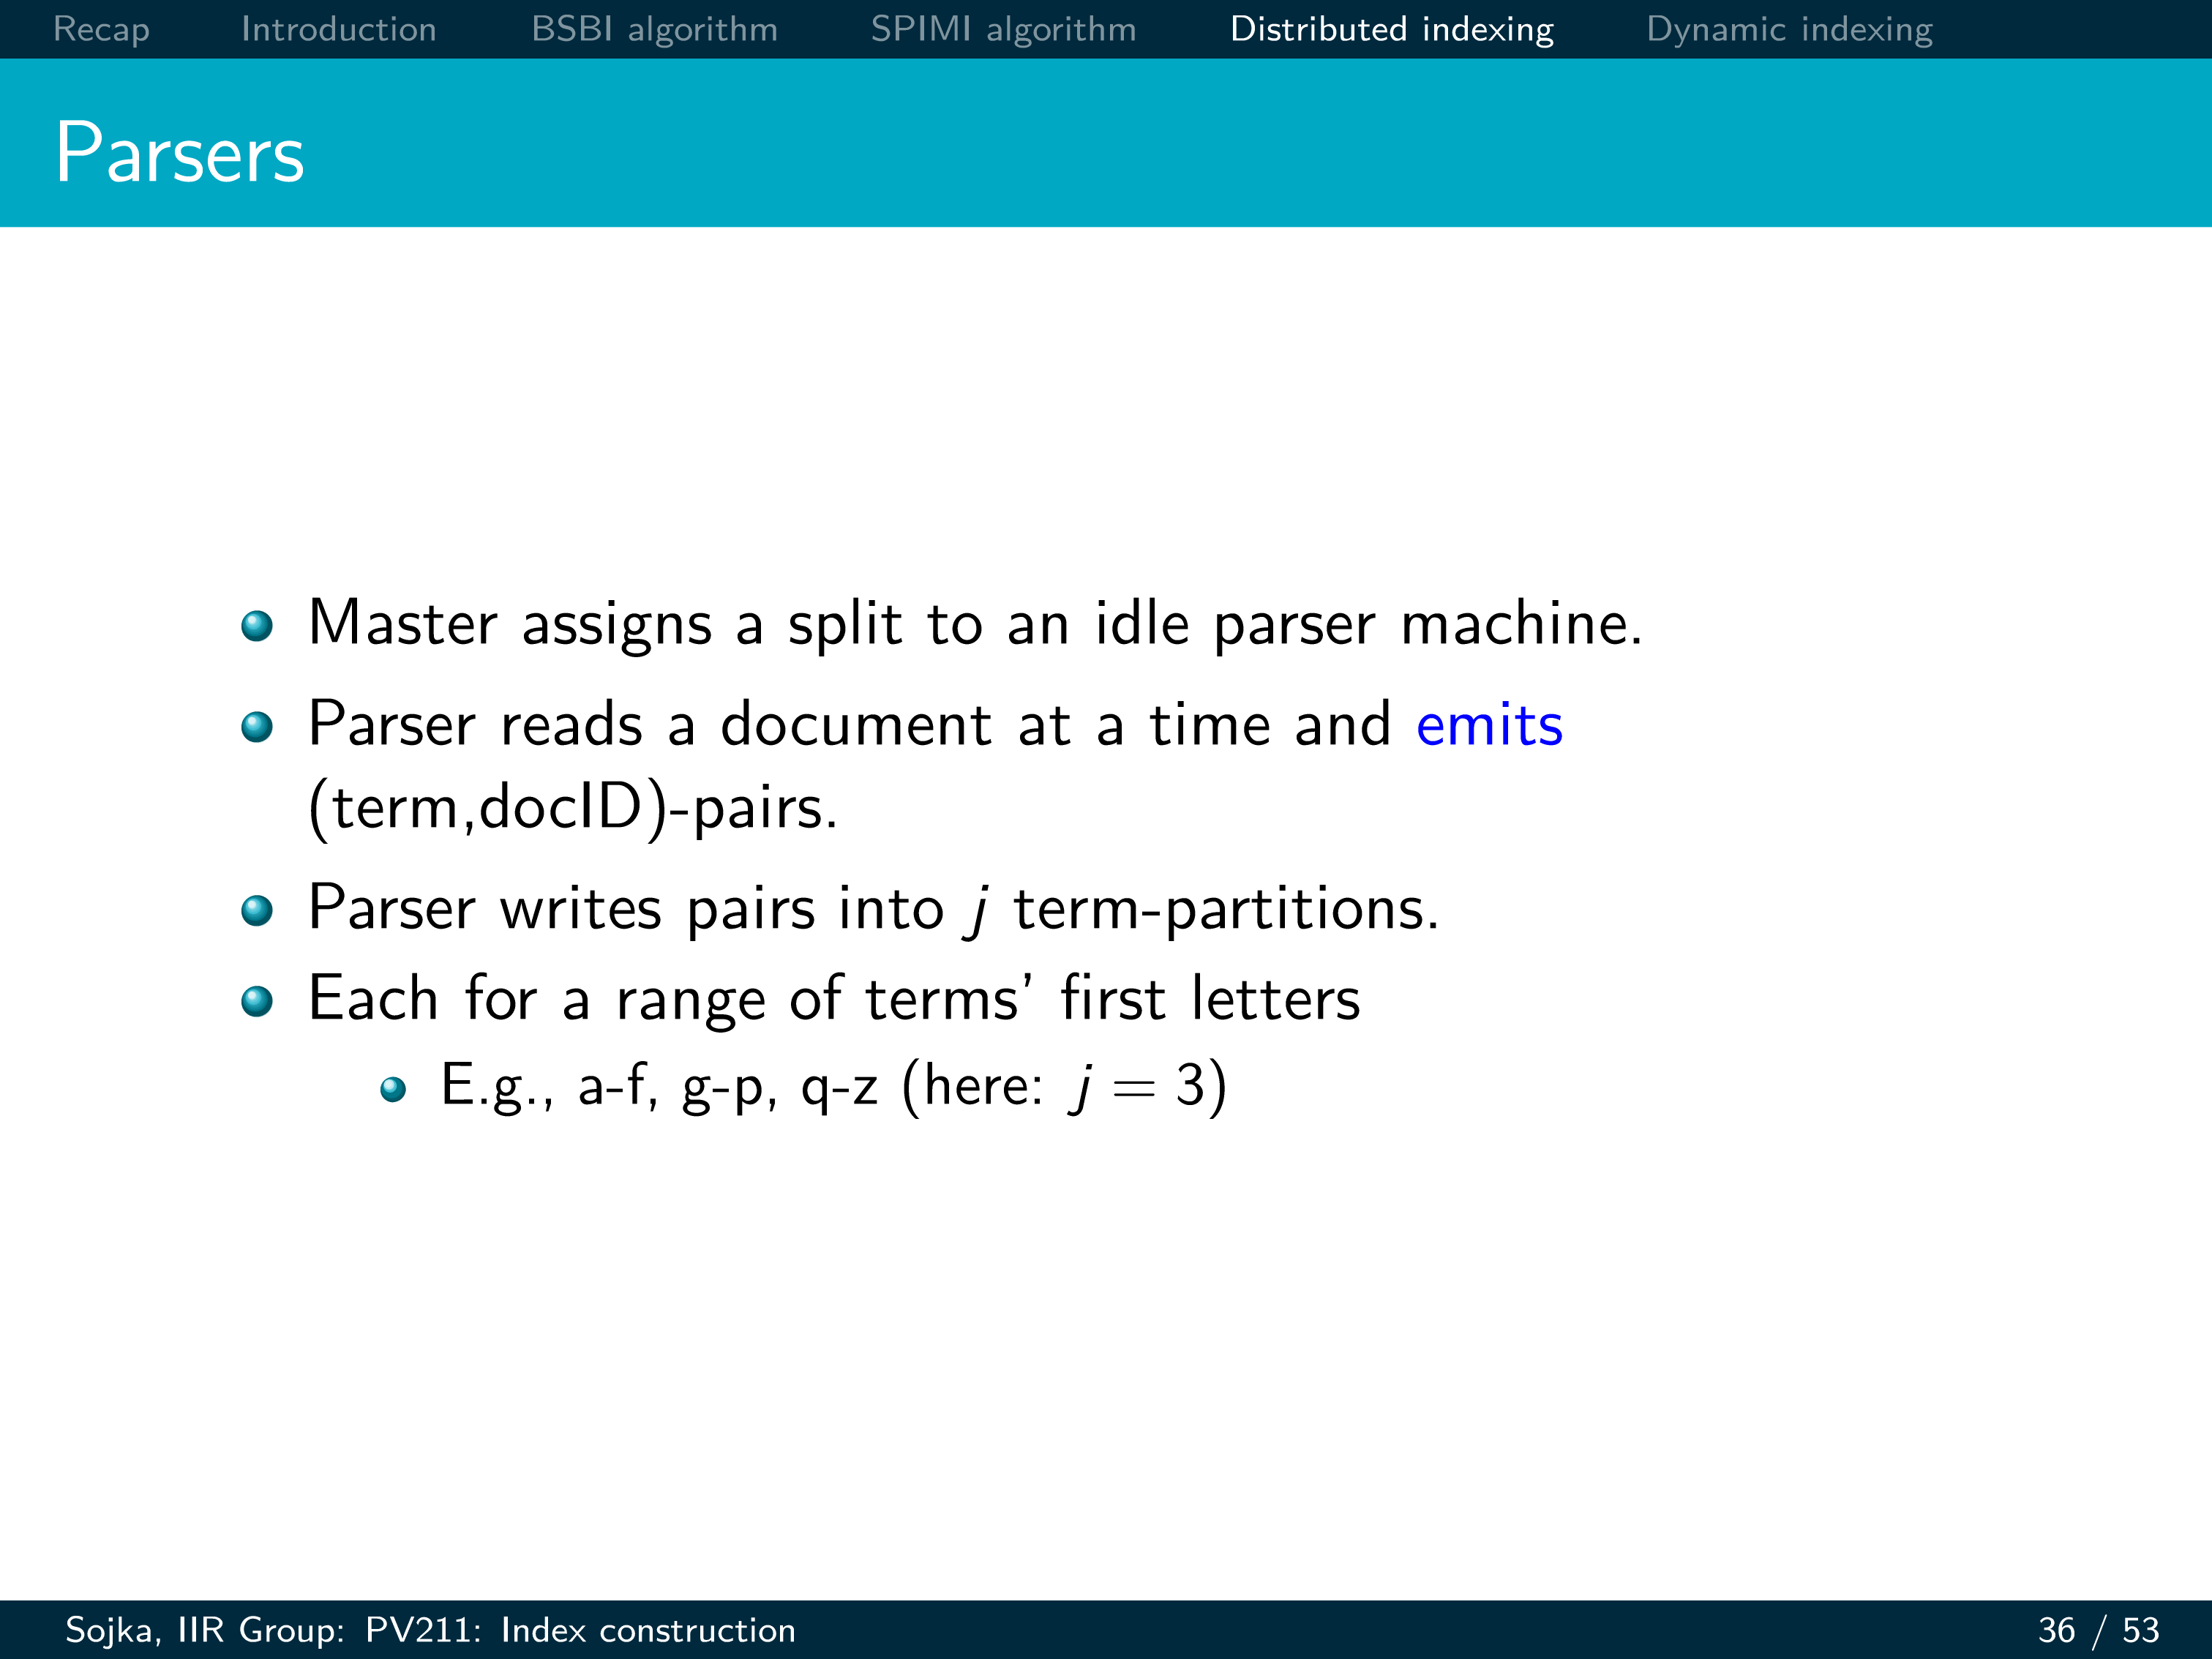 Recap Introduction BSBI algorithm SPIMI algorithm Distributed indexing Dynamic indexing
Parsers
Master assigns a split to an idle parser machine.
Parser reads a document at a time and emits
(term,docID)-pairs.
Parser writes pairs into j term-partitions.
Each for a range of terms’ first letters
E.g., a-f, g-p, q-z (here: j = 3)
Sojka, IIR Group: PV211: Index construction 36 / 53